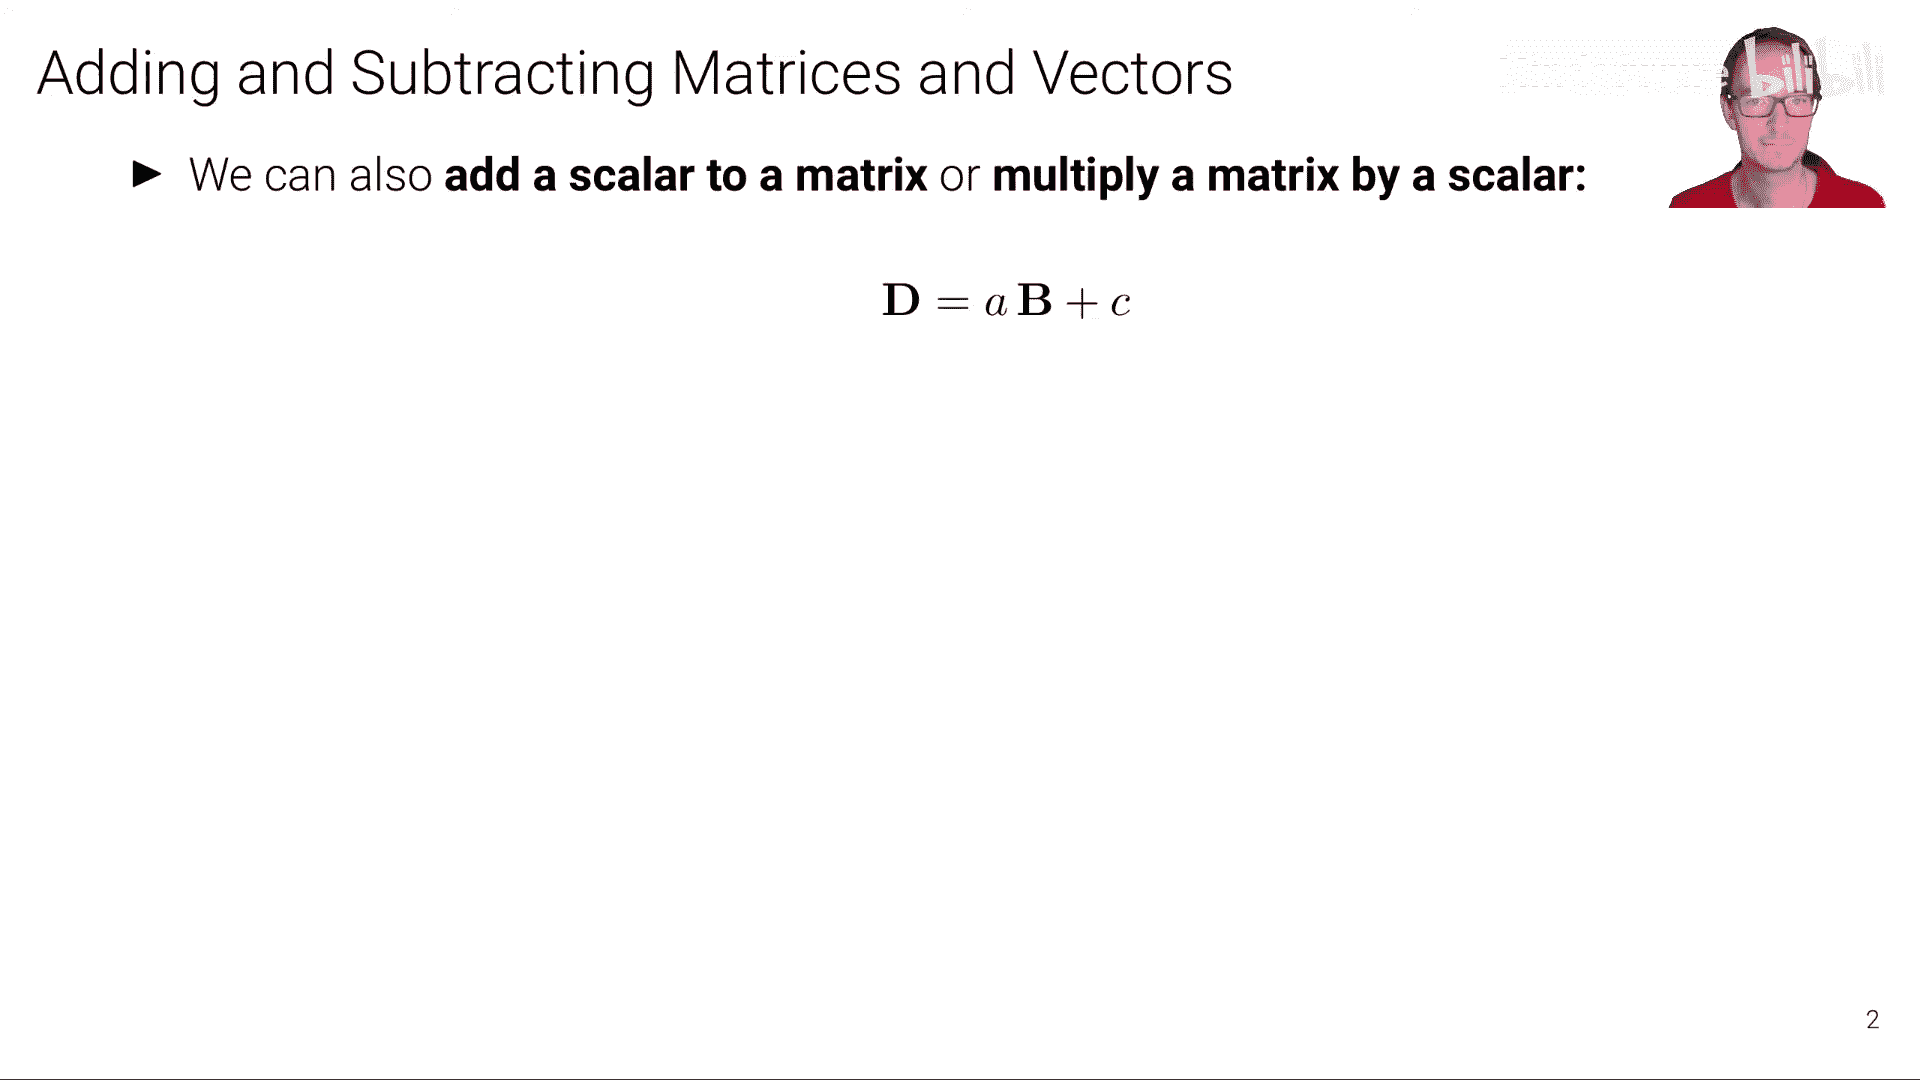 Adding and Subtracting Matrices and Vectors
bilibili
▶ We can also add a scalar to a matrix or multiply a matrix by a scalar:
D = a B + c
2